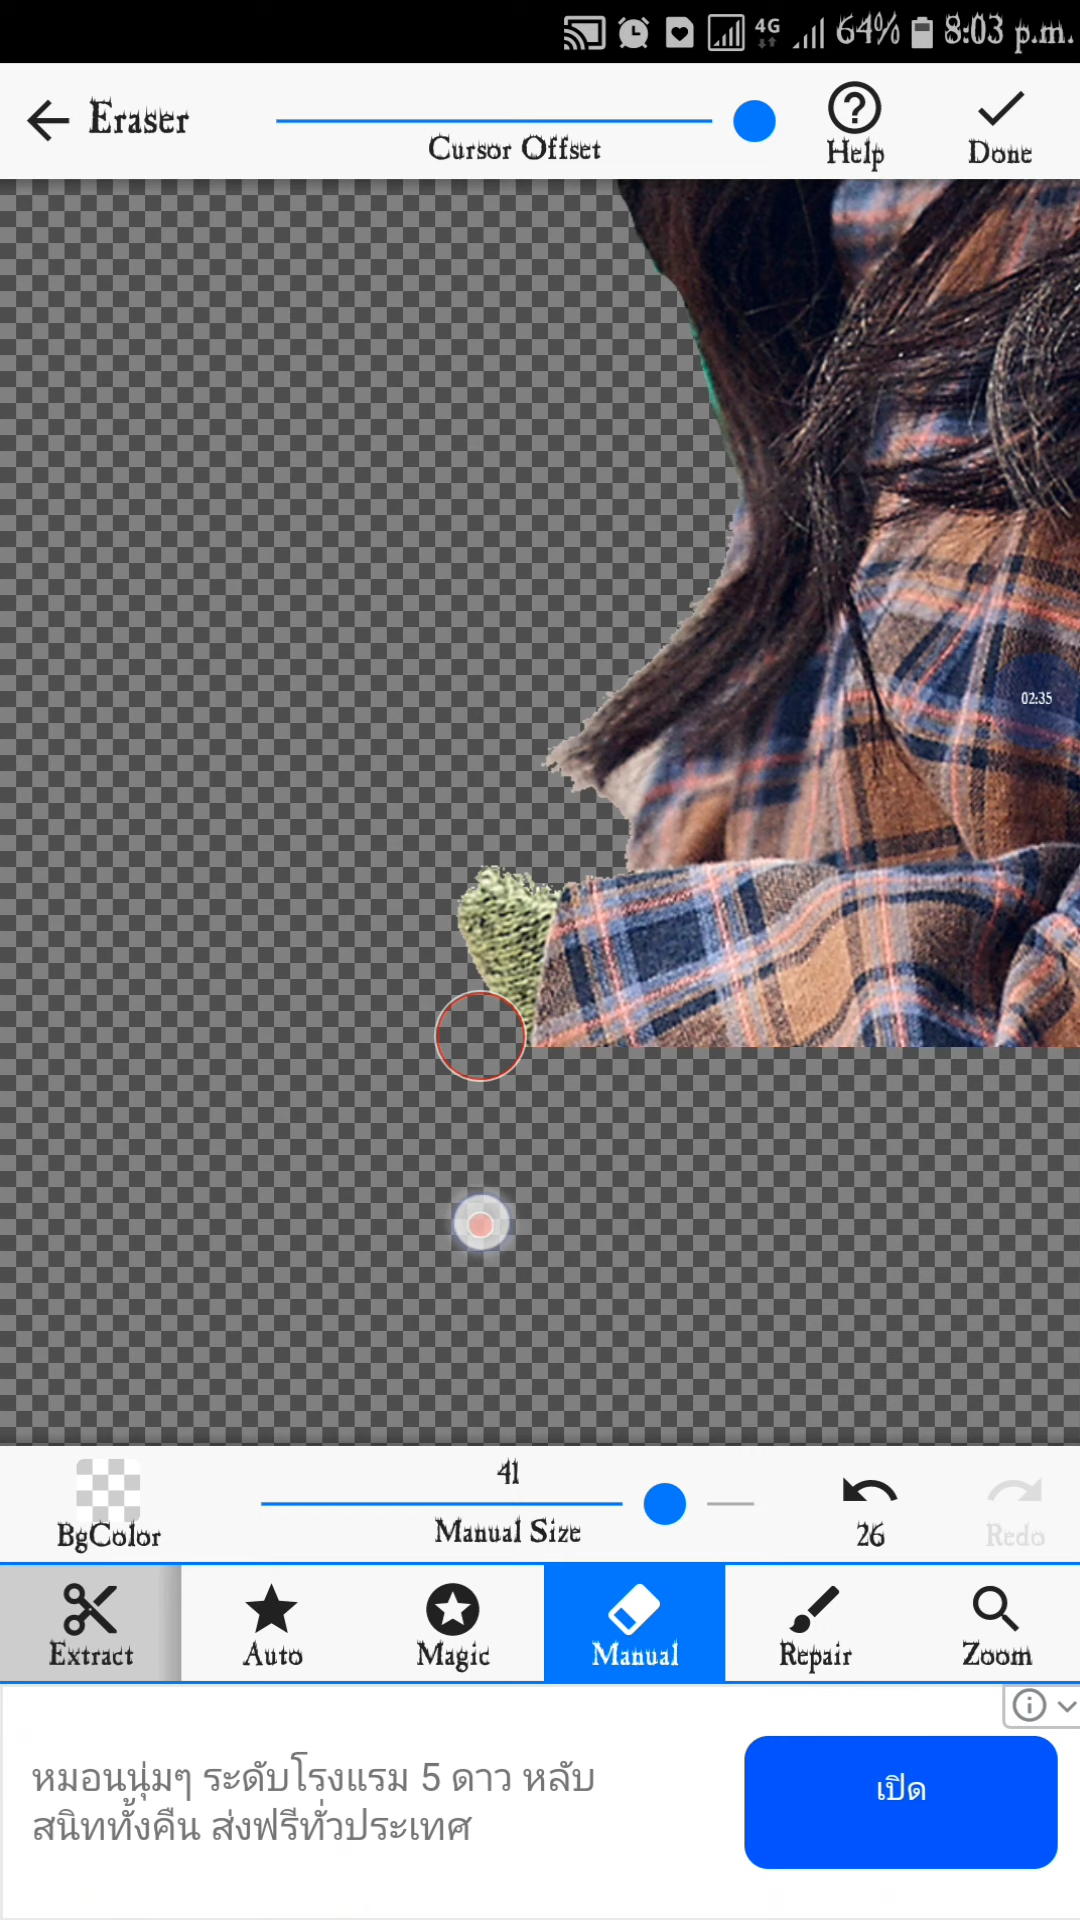 4G 64% 8:03 p.m.
Eraser
Cursor Offset
Help
Done
02:35
41
BgColor
Manual Size
26
Redo
Extract
Auto
Magic
Manual
Repair
Zoom
หมอนนุ่มๆ ระดับโรงแรม 5 ดาว หลับ
สนิททั้งคืน ส่งฟรีทั่วประเทศ
เปิด